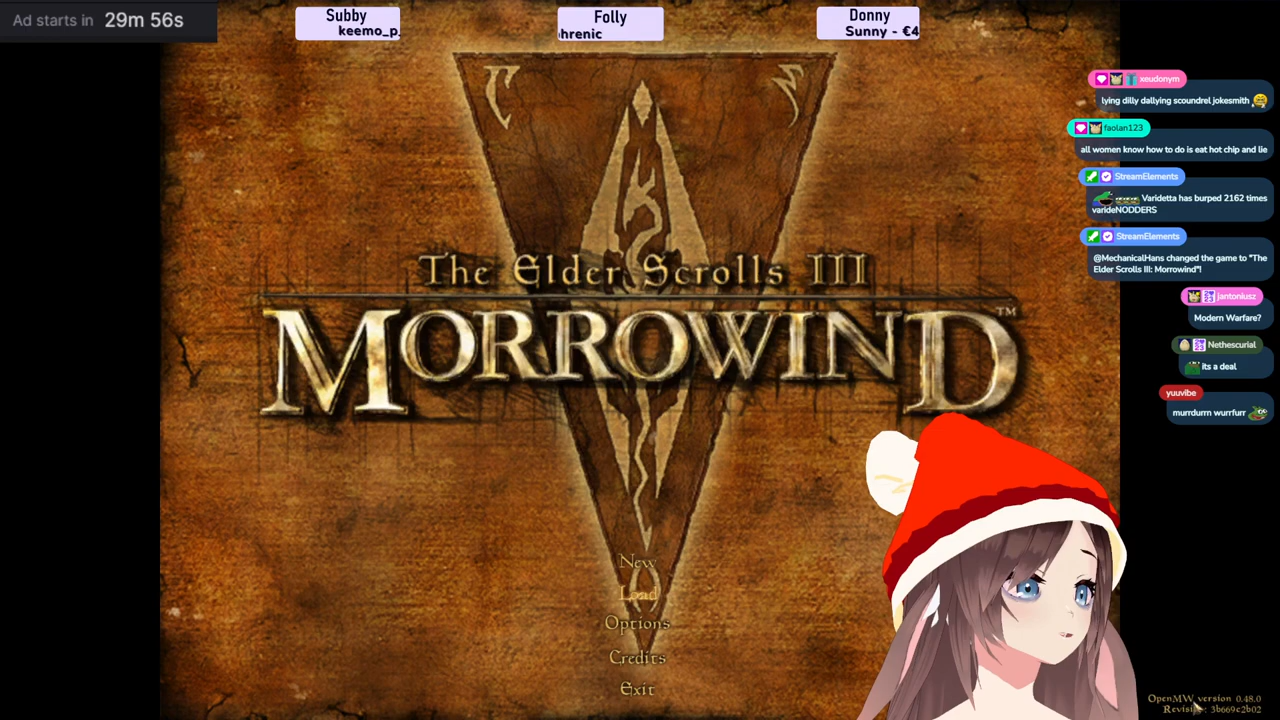 Ad starts in 29m 56s
Subby
keemo_p
Folly
hrenic
Donny
Sunny - €4
xeudonym
lying dilly dallying scoundrel jokesmith
faolan123
all women know how to do is eat hot chip and lie
StreamElements
Varidetta has burped 2162 times
varideNODDERS
StreamElements
@MechanicalHans changed the game to "The
Elder Scrolls III: Morrowind"!
jantoniusz
Modern Warfare?
Nethescurial
its a deal
yuuvibe
murrdurrn wurrfurr
The Elder Scrolls III
MORROWIND™
New
Load
Options
Credits
Exit
OpenMW version 0.48.0
Revision: 3b669c2b02